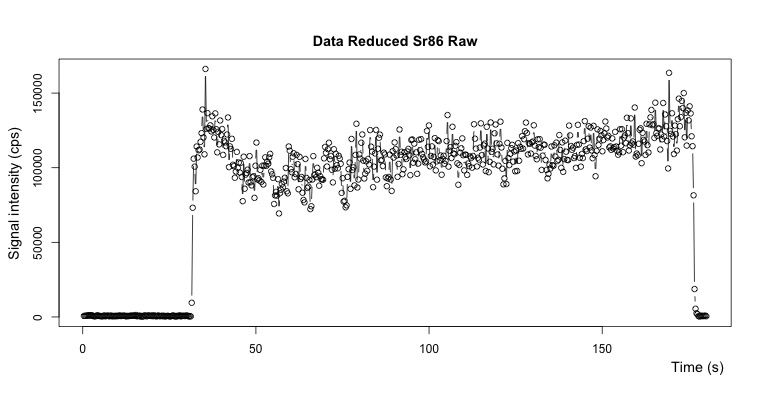 Data Reduced Sr86 Raw
Signal intensity (cps)
150000
100000
50000
0
0 50 100 150
Time (s)